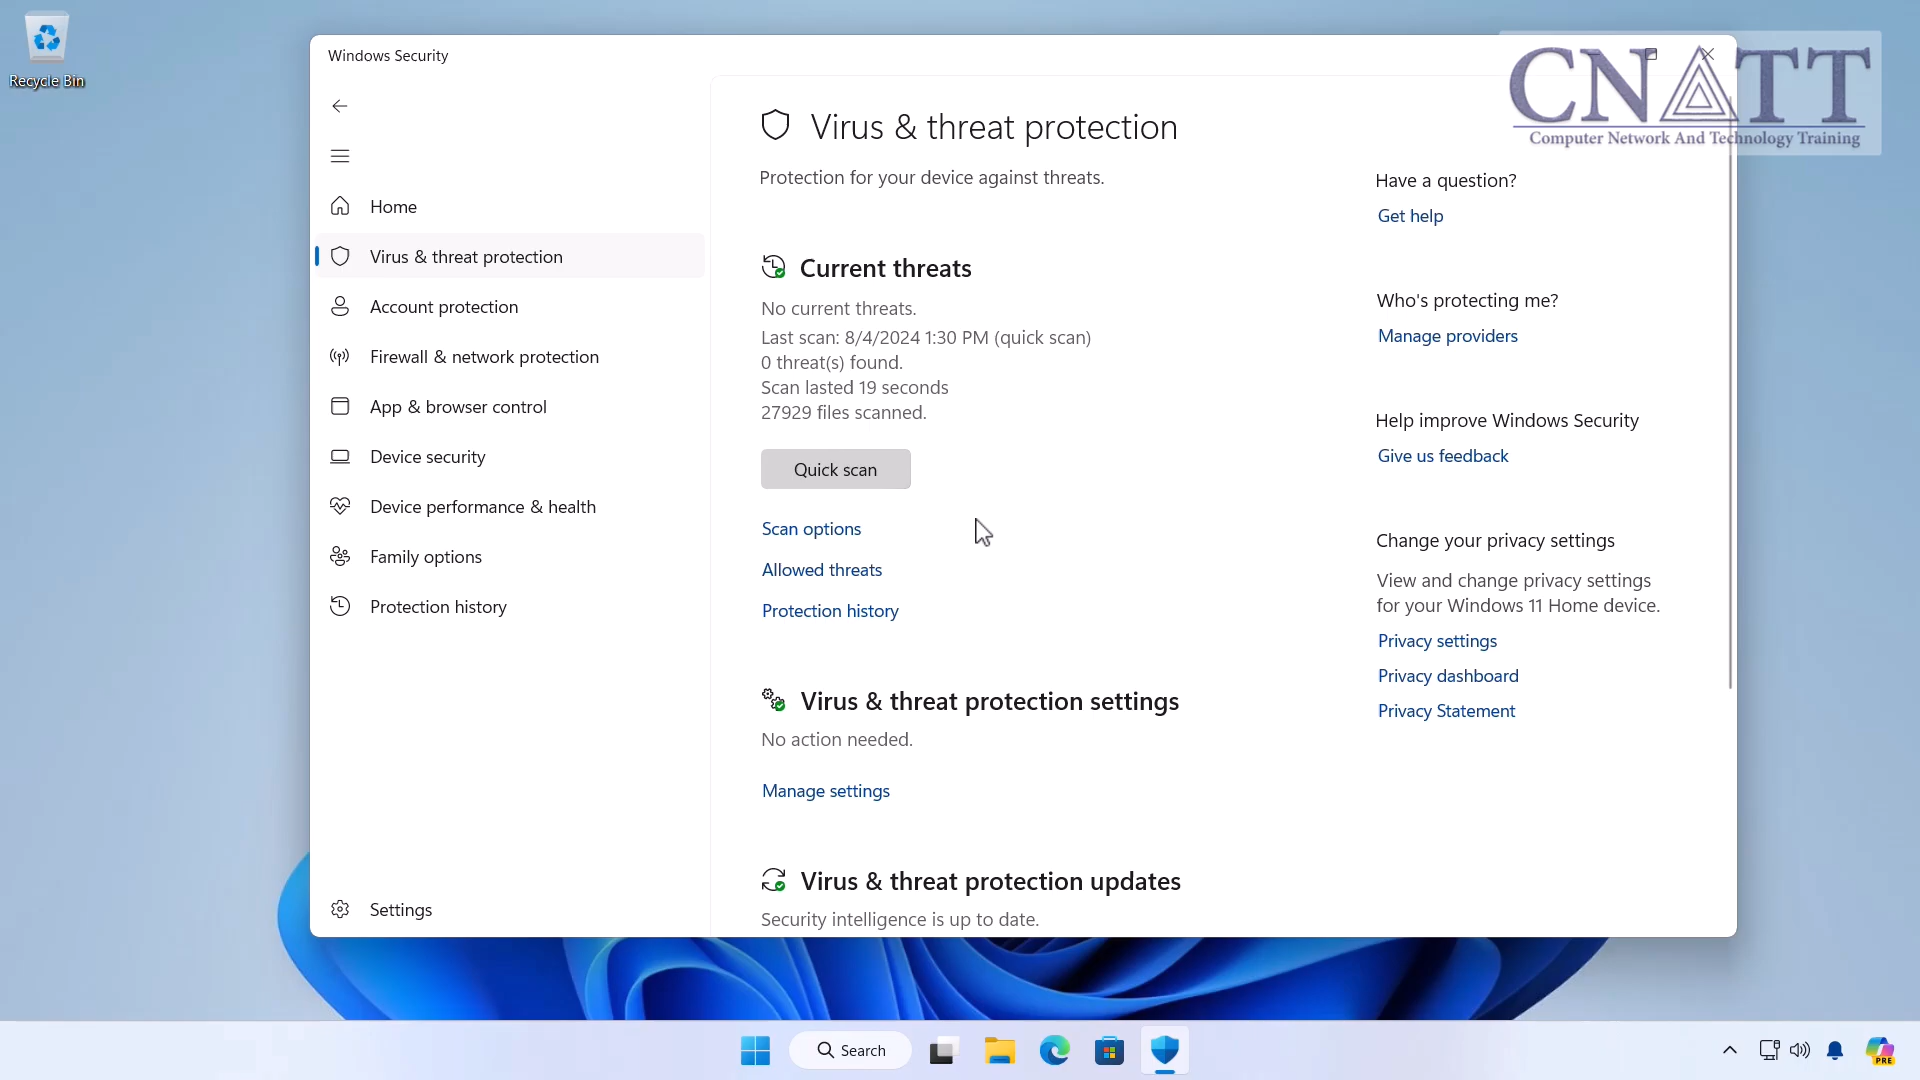 Recycle Bin
Windows Security
CNATT
Computer Network And Technology Training
Home
Virus & threat protection
Account protection
Firewall & network protection
App & browser control
Device security
Device performance & health
Family options
Protection history
Settings
Virus & threat protection
Protection for your device against threats.
Current threats
No current threats.
Last scan: 8/4/2024 1:30 PM (quick scan)
0 threat(s) found.
Scan lasted 19 seconds
27929 files scanned.
Quick scan
Scan options
Allowed threats
Protection history
Virus & threat protection settings
No action needed.
Manage settings
Virus & threat protection updates
Security intelligence is up to date.
Have a question?
Get help
Who's protecting me?
Manage providers
Help improve Windows Security
Give us feedback
Change your privacy settings
View and change privacy settings
for your Windows 11 Home device.
Privacy settings
Privacy dashboard
Privacy Statement
Search
PRE